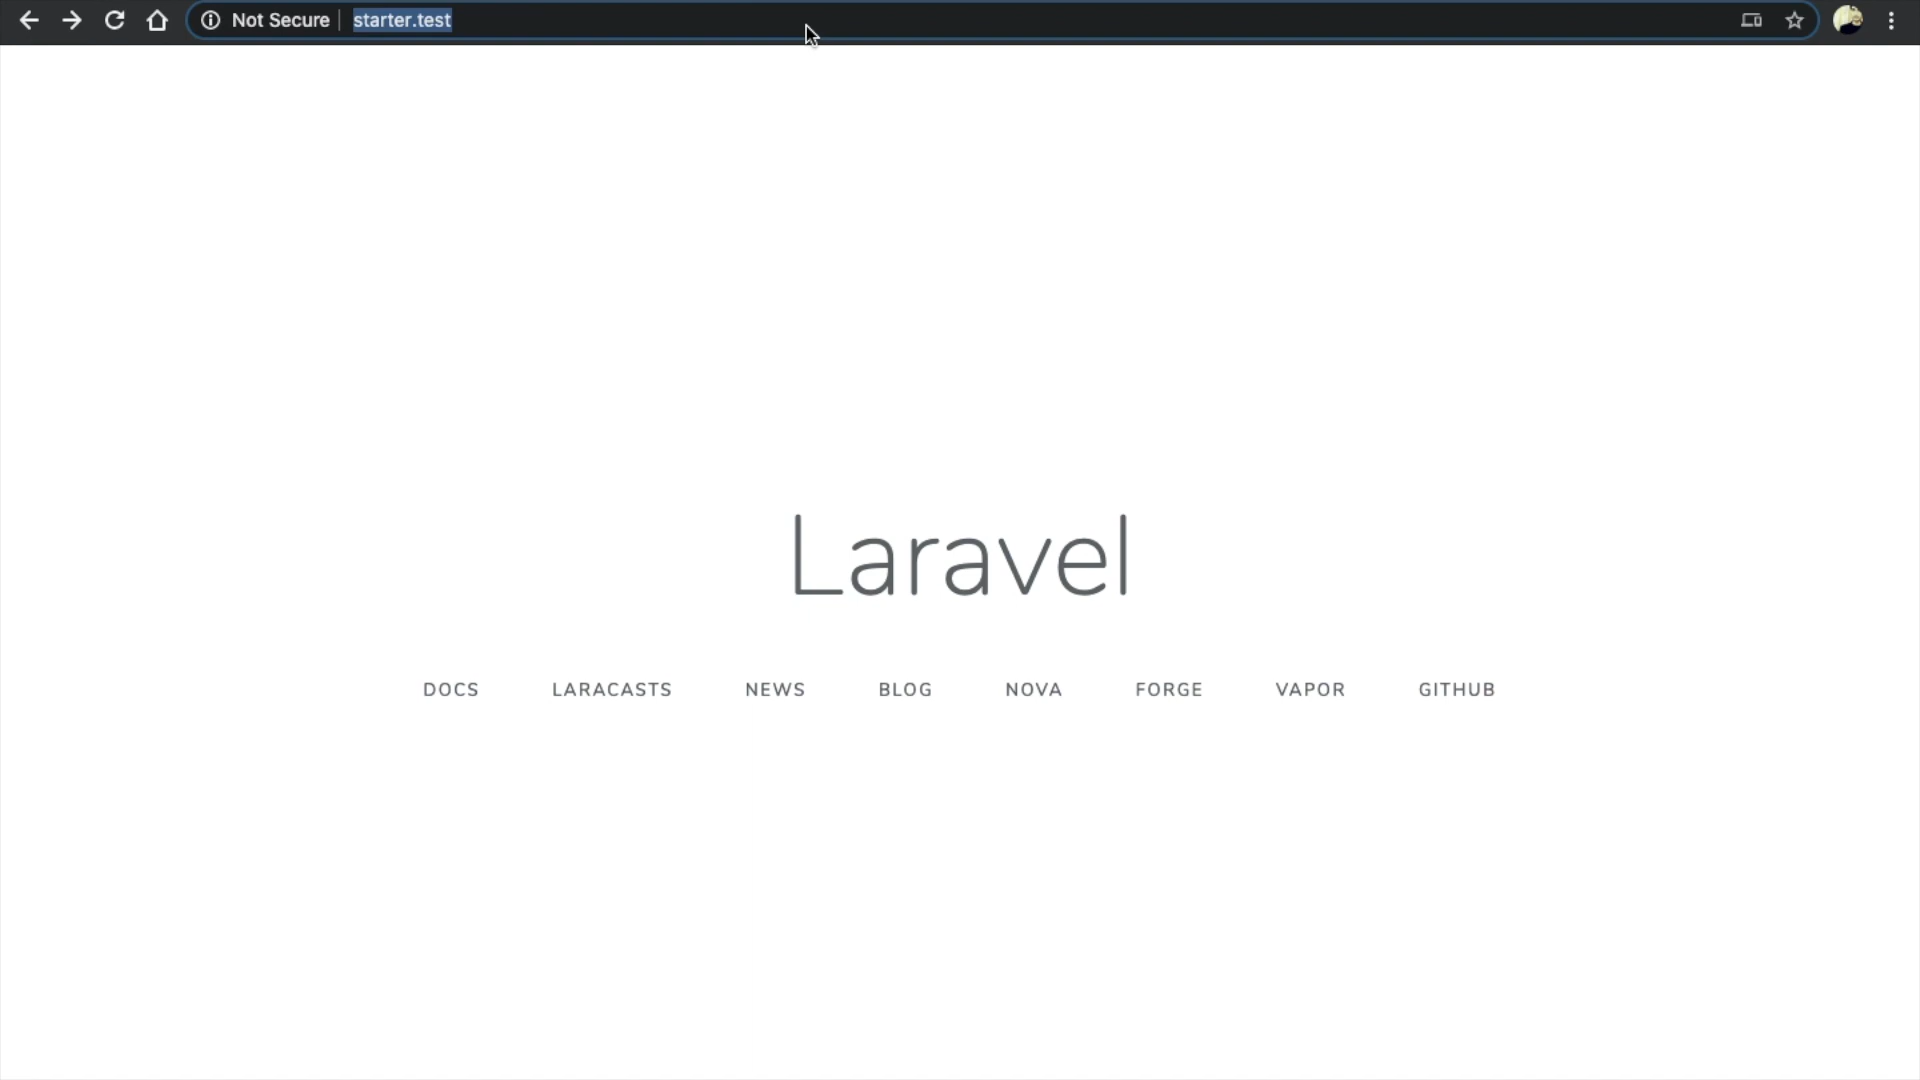 Not Secure | starter.test
Laravel
DOCS LARACASTS NEWS BLOG NOVA FORGE VAPOR GITHUB